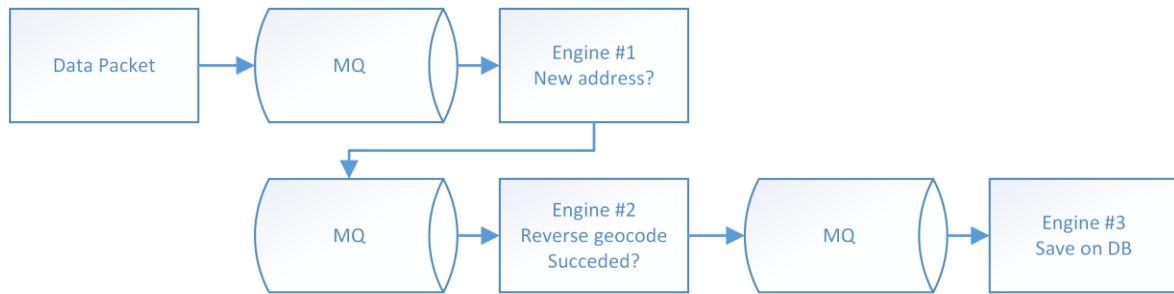 Data Packet
MQ
Engine #1
New address?
MQ
Engine #2
Reverse geocode
Succeded?
MQ
Engine #3
Save on DB